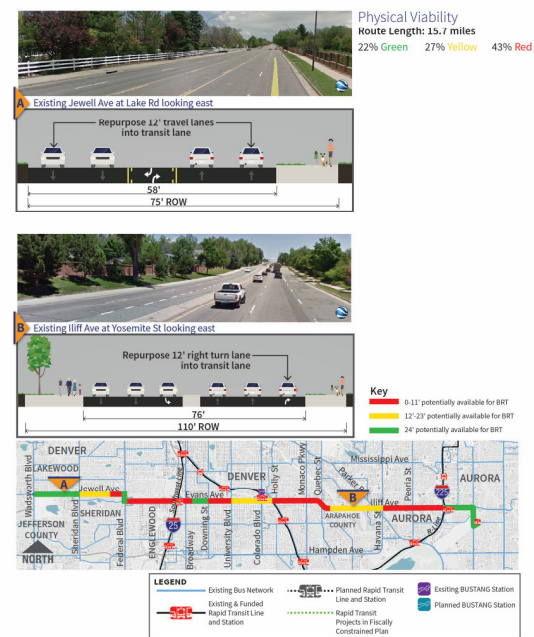 Physical Viability
Route Length: 15.7 miles
22% Green 27% Yellow 43% Red
A Existing Jewell Ave at Lake Rd looking east
Repurpose 12' travel lanes
into transit lane
58'
75' ROW
B Existing Iliff Ave at Yosemite St looking east
Repurpose 12' right turn lane
into transit lane
76'
110' ROW
Key
0-11' potentially available for BRT
12'-23' potentially available for BRT
24' potentially available for BRT
Wadsworth Blvd
LAKEWOOD
DENVER
A
Jewell Ave
Sheridan Blvd
SHERIDAN
Federal Blvd
JEFFERSON
COUNTY
NORTH
ENGLEWOOD
Southwest Line
25
Broadway
Evans Ave
Downing St
University Blvd
DENVER
Colorado Blvd
Holly St
Monaco Pkwy
Quebec St
Parker Rd
Mississippi Ave
B
ARAPAHOE
COUNTY
Iliff Ave
Havana St
Peoria St
AURORA
225
R Line
AURORA
Hampden Ave
LEGEND
Existing Bus Network
Existing & Funded
Rapid Transit Line
and Station
Planned Rapid Transit
Line and Station
Rapid Transit
Projects in Fiscally
Constrained Plan
Exsiting BUSTANG Station
Planned BUSTANG Station